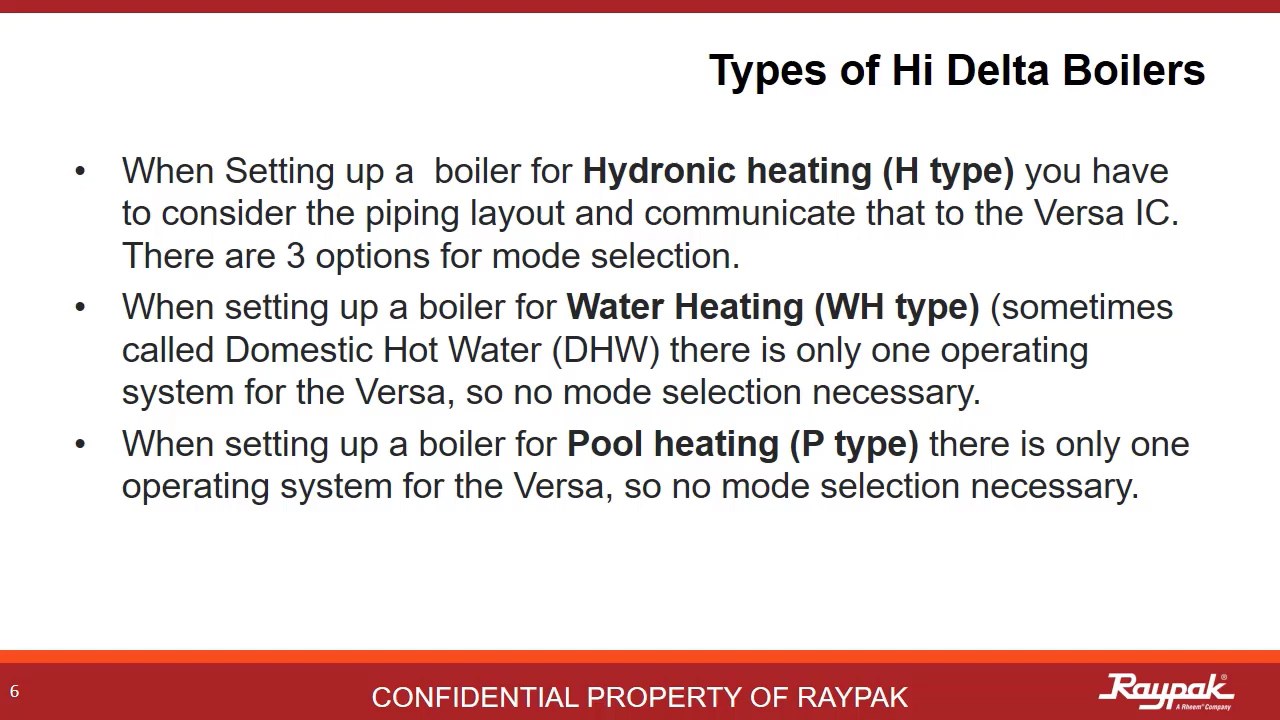 Types of Hi Delta Boilers
• When Setting up a  boiler for Hydronic heating (H type) you have
to consider the piping layout and communicate that to the Versa IC.
There are 3 options for mode selection.
• When setting up a boiler for Water Heating (WH type) (sometimes
called Domestic Hot Water (DHW) there is only one operating
system for the Versa, so no mode selection necessary.
• When setting up a boiler for Pool heating (P type) there is only one
operating system for the Versa, so no mode selection necessary.
6
CONFIDENTIAL PROPERTY OF RAYPAK
Raypak®
A Rheem® Company